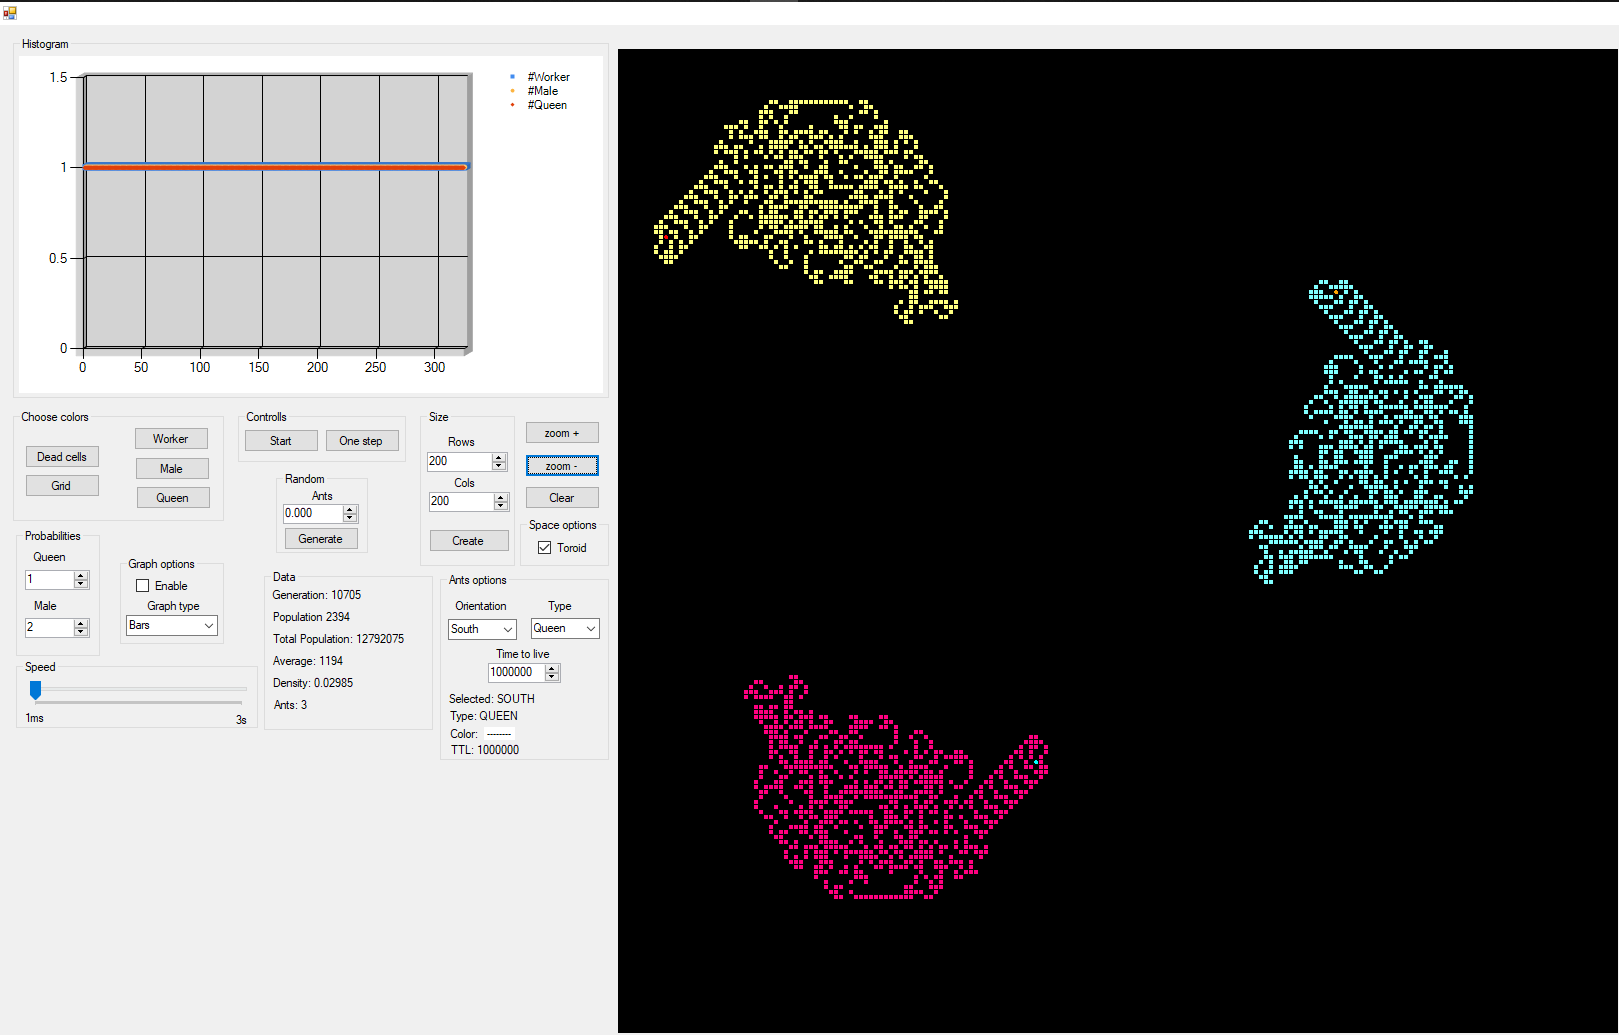 Histogram
1.5
1
0.5
0
0 50 100 150 200 250 300
#Worker
#Male
#Queen
Choose colors
Dead cells
Grid
Worker
Male
Queen
Controlls
Start
One step
Random
Ants
0.000
Generate
Size
Rows
200
Cols
200
Create
zoom +
zoom -
Clear
Space options
Toroid
Probabilities
Queen
1
Male
2
Graph options
Enable
Graph type
Bars
Speed
1ms 3s
Data
Generation: 10705
Population 2394
Total Population: 12792075
Average: 1194
Density: 0.02985
Ants: 3
Ants options
Orientation Type
South Queen
Time to live
1000000
Selected: SOUTH
Type: QUEEN
Color: --------
TTL: 1000000